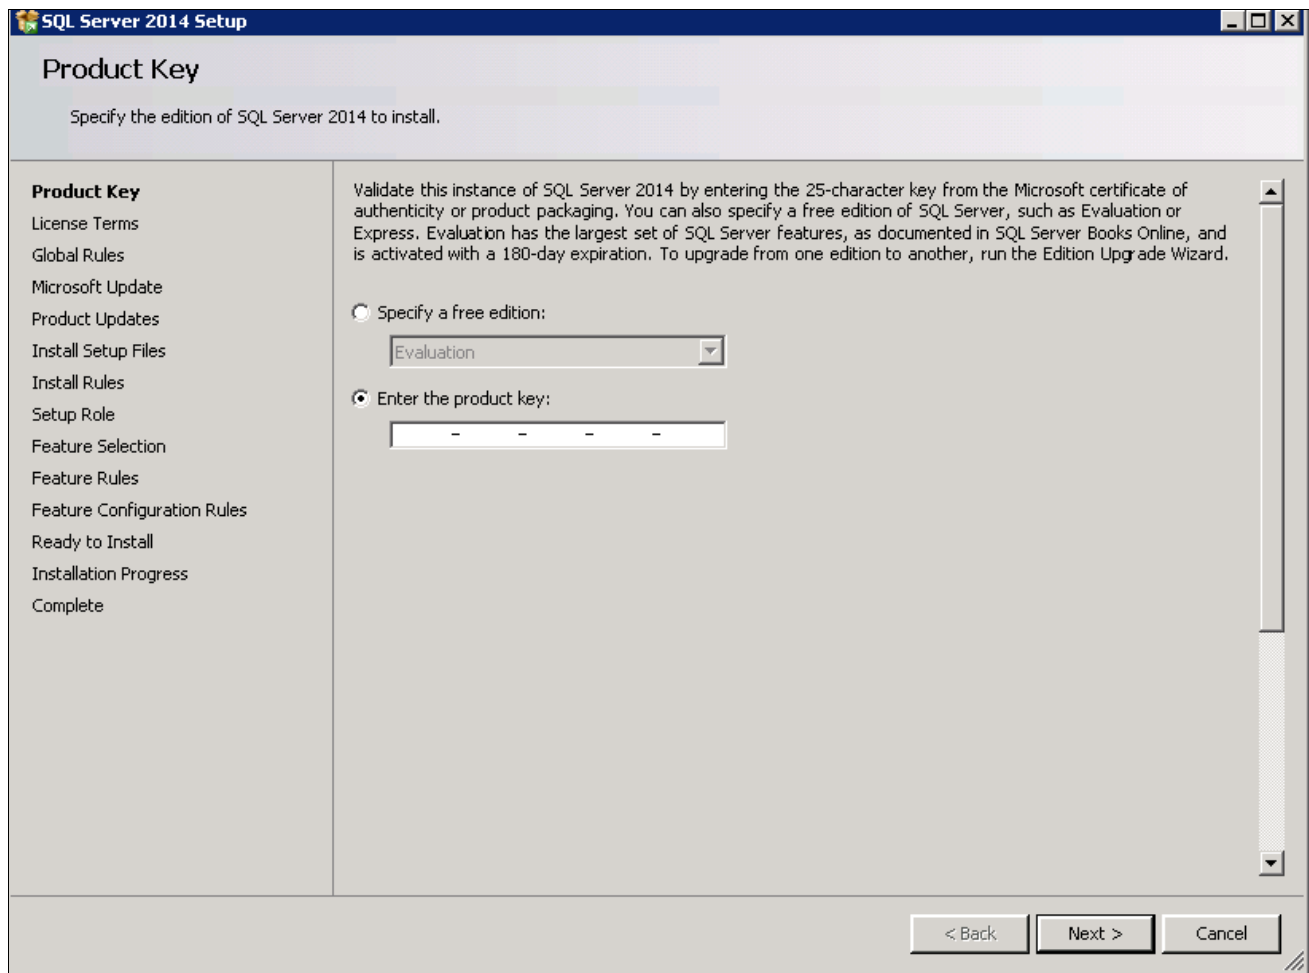 SQL Server 2014 Setup
Product Key
Specify the edition of SQL Server 2014 to install.
Product Key
License Terms
Global Rules
Microsoft Update
Product Updates
Install Setup Files
Install Rules
Setup Role
Feature Selection
Feature Rules
Feature Configuration Rules
Ready to Install
Installation Progress
Complete
Validate this instance of SQL Server 2014 by entering the 25-character key from the Microsoft certificate of
authenticity or product packaging. You can also specify a free edition of SQL Server, such as Evaluation or
Express. Evaluation has the largest set of SQL Server features, as documented in SQL Server Books Online, and
is activated with a 180-day expiration. To upgrade from one edition to another, run the Edition Upgrade Wizard.
Specify a free edition:
Evaluation
Enter the product key:
- - - -
< Back
Next >
Cancel